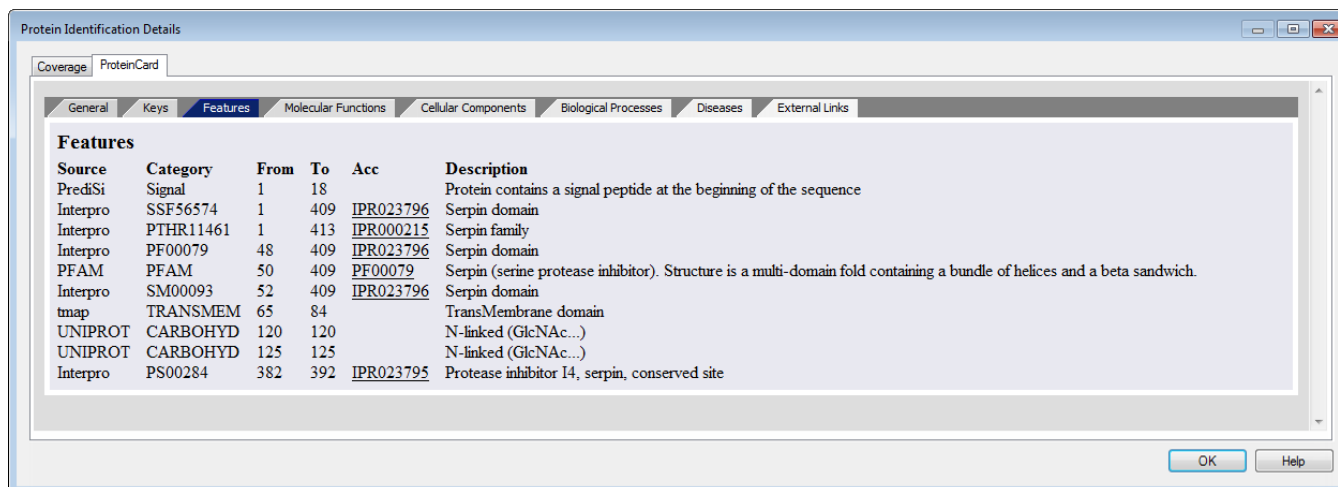 Protein Identification Details
Coverage ProteinCard
General Keys Features Molecular Functions Cellular Components Biological Processes Diseases External Links
Features
Source Category From To Acc Description
PrediSi Signal 1 18 Protein contains a signal peptide at the beginning of the sequence
Interpro SSF56574 1 409 IPR023796 Serpin domain
Interpro PTHR11461 1 413 IPR000215 Serpin family
Interpro PF00079 48 409 IPR023796 Serpin domain
PFAM PFAM 50 409 PF00079 Serpin (serine protease inhibitor). Structure is a multi-domain fold containing a bundle of helices and a beta sandwich.
Interpro SM00093 52 409 IPR023796 Serpin domain
tmap TRANSMEM 65 84 TransMembrane domain
UNIPROT CARBOHYD 120 120 N-linked (GlcNAc...)
UNIPROT CARBOHYD 125 125 N-linked (GlcNAc...)
Interpro PS00284 382 392 IPR023795 Protease inhibitor I4, serpin, conserved site
OK Help